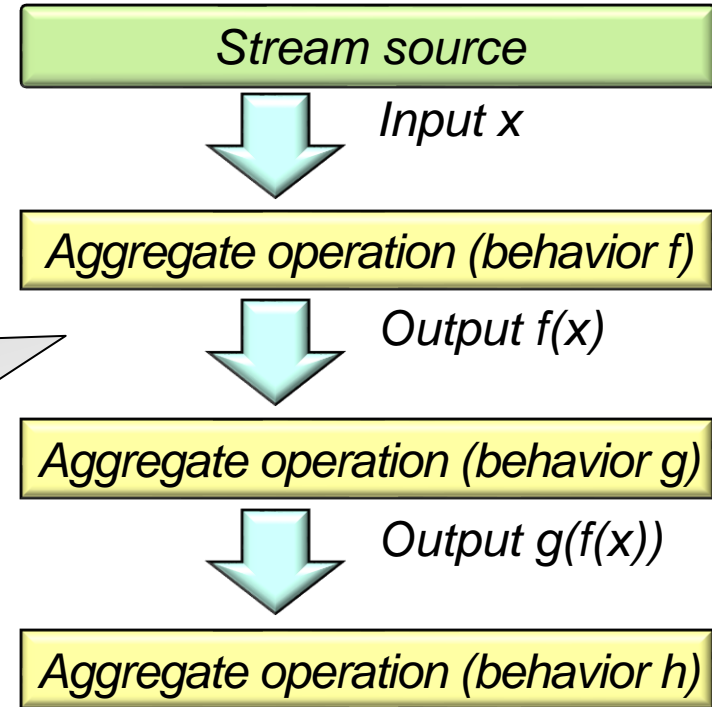 Stream source
Input x
Aggregate operation (behavior f)
Output f(x)
Aggregate operation (behavior g)
Output g(f(x))
Aggregate operation (behavior h)